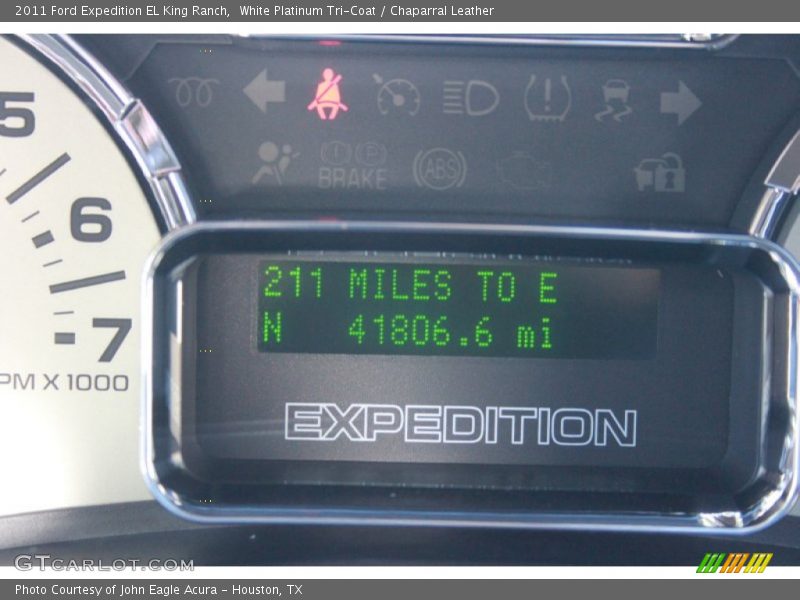 2011 Ford Expedition EL King Ranch,  White Platinum Tri-Coat / Chaparral Leather
5
6
7
PM X 1000
BRAKE
ABS
211 MILES TO E
N 41806.6 mi
EXPEDITION
GTCARLOT.COM
Photo Courtesy of John Eagle Acura - Houston, TX